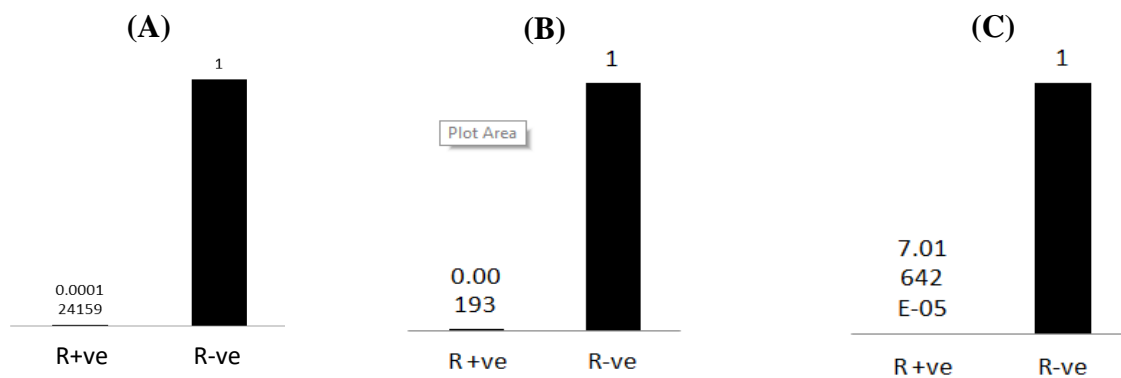 (A)
1
0.0001
24159
R+ve
R-ve
(B)
1
Plot Area
0.00
193
R +ve
R-ve
(C)
1
7.01
642
E-05
R +ve
R-ve